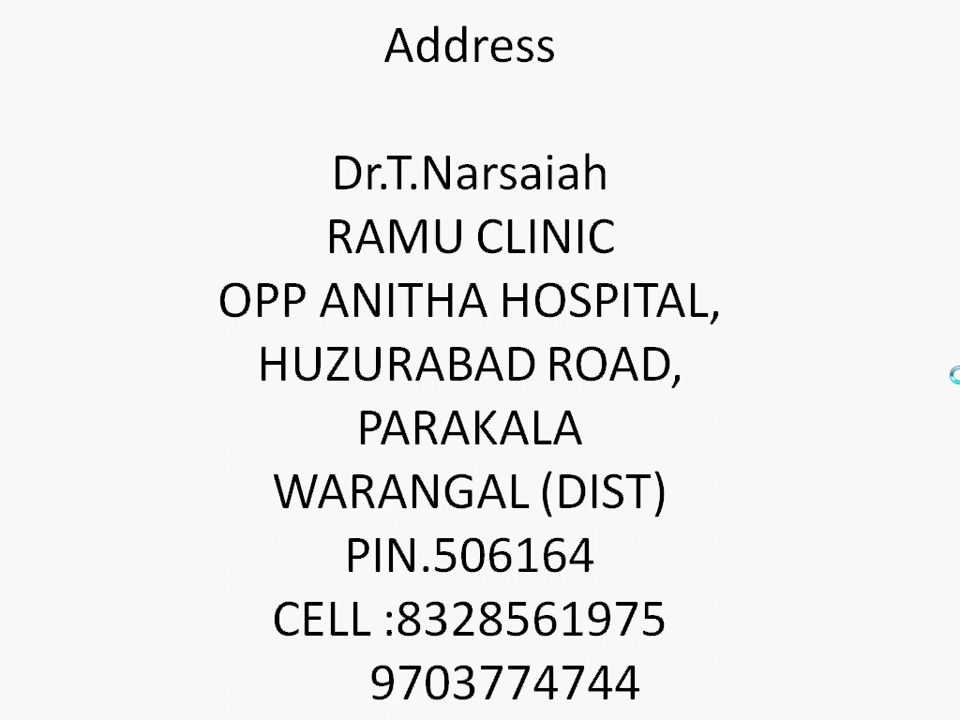 Address
Dr.T.Narsaiah
RAMU CLINIC
OPP ANITHA HOSPITAL,
HUZURABAD ROAD,
PARAKALA
WARANGAL (DIST)
PIN.506164
CELL :8328561975
9703774744